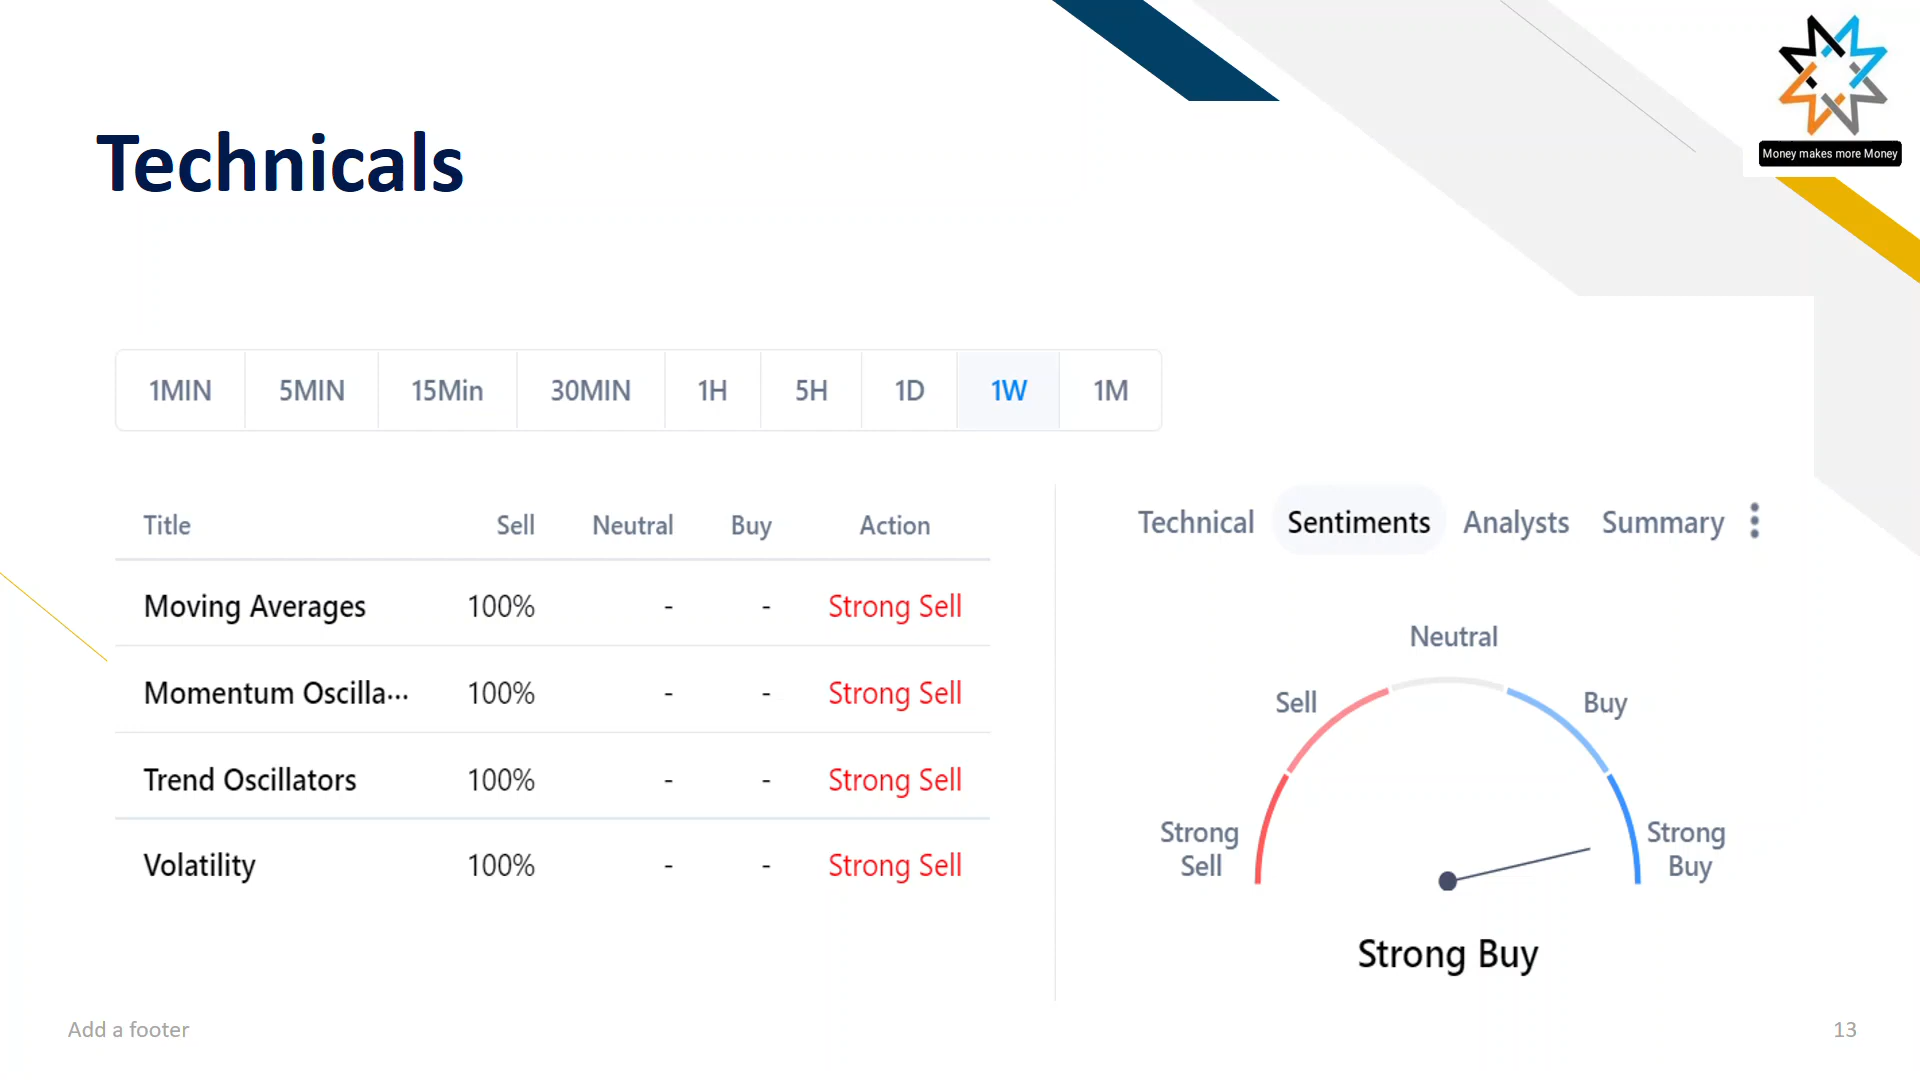 Money makes more Money
Technicals
1MIN 5MIN 15Min 30MIN 1H 5H 1D 1W 1M
Title Sell Neutral Buy Action
Moving Averages 100% - - Strong Sell
Momentum Oscilla... 100% - - Strong Sell
Trend Oscillators 100% - - Strong Sell
Volatility 100% - - Strong Sell
Technical Sentiments Analysts Summary
Neutral
Sell Buy
Strong Sell
Strong Buy
Strong Buy
Add a footer
13